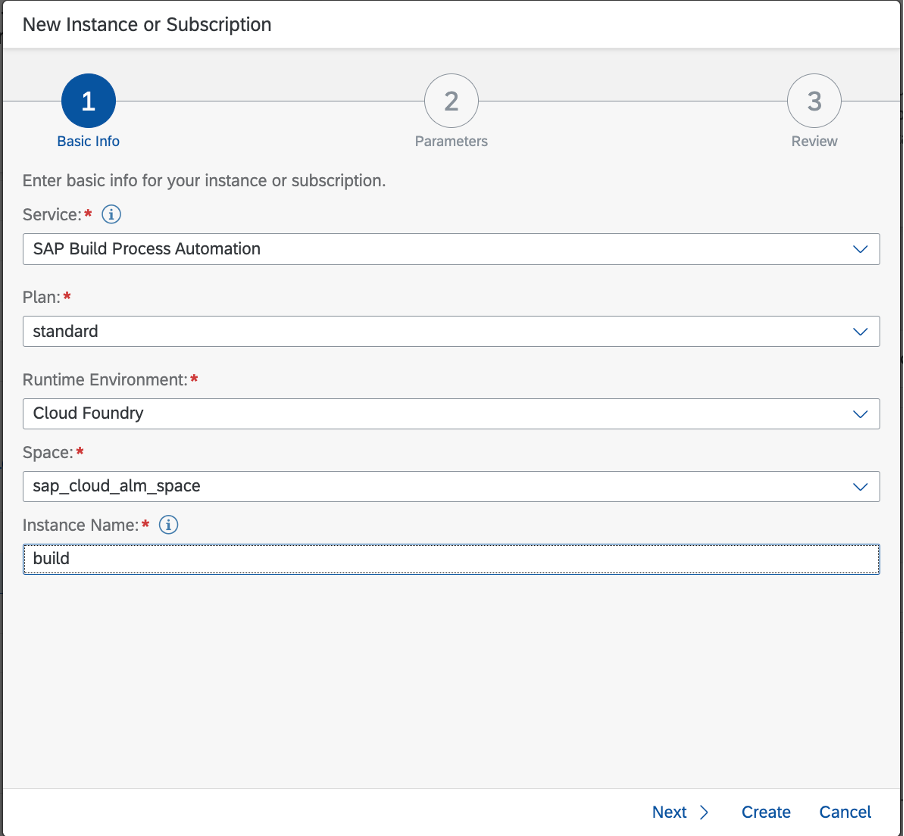 New Instance or Subscription
1 2 3
Basic Info Parameters Review
Enter basic info for your instance or subscription.
Service:* i
SAP Build Process Automation
Plan:*
standard
Runtime Environment:*
Cloud Foundry
Space:*
sap_cloud_alm_space
Instance Name:* i
build
Next > Create Cancel